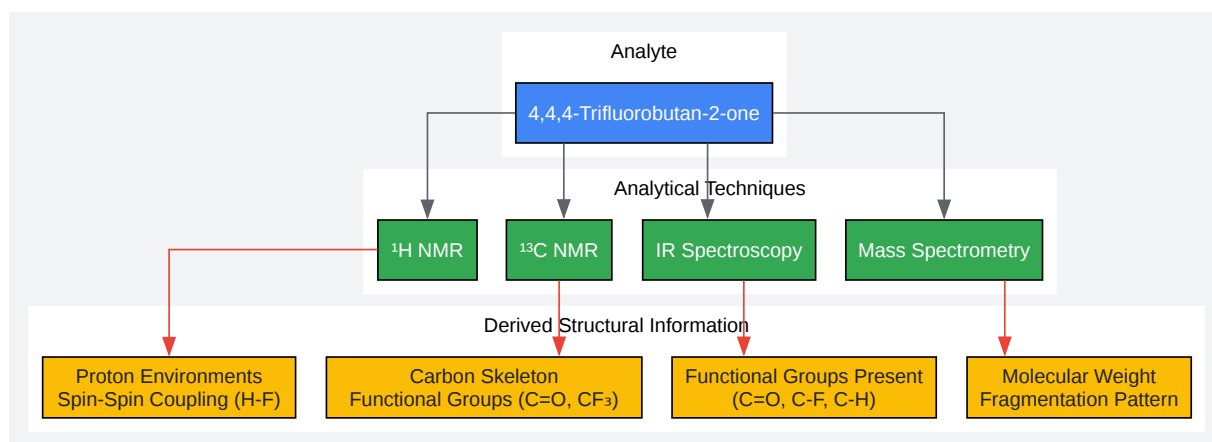 Analyte
4,4,4-Trifluorobutan-2-one
Analytical Techniques
¹H NMR
¹³C NMR
IR Spectroscopy
Mass Spectrometry
Derived Structural Information
Proton Environments
Spin-Spin Coupling (H-F)
Carbon Skeleton
Functional Groups (C=O, CF₃)
Functional Groups Present
(C=O, C-F, C-H)
Molecular Weight
Fragmentation Pattern